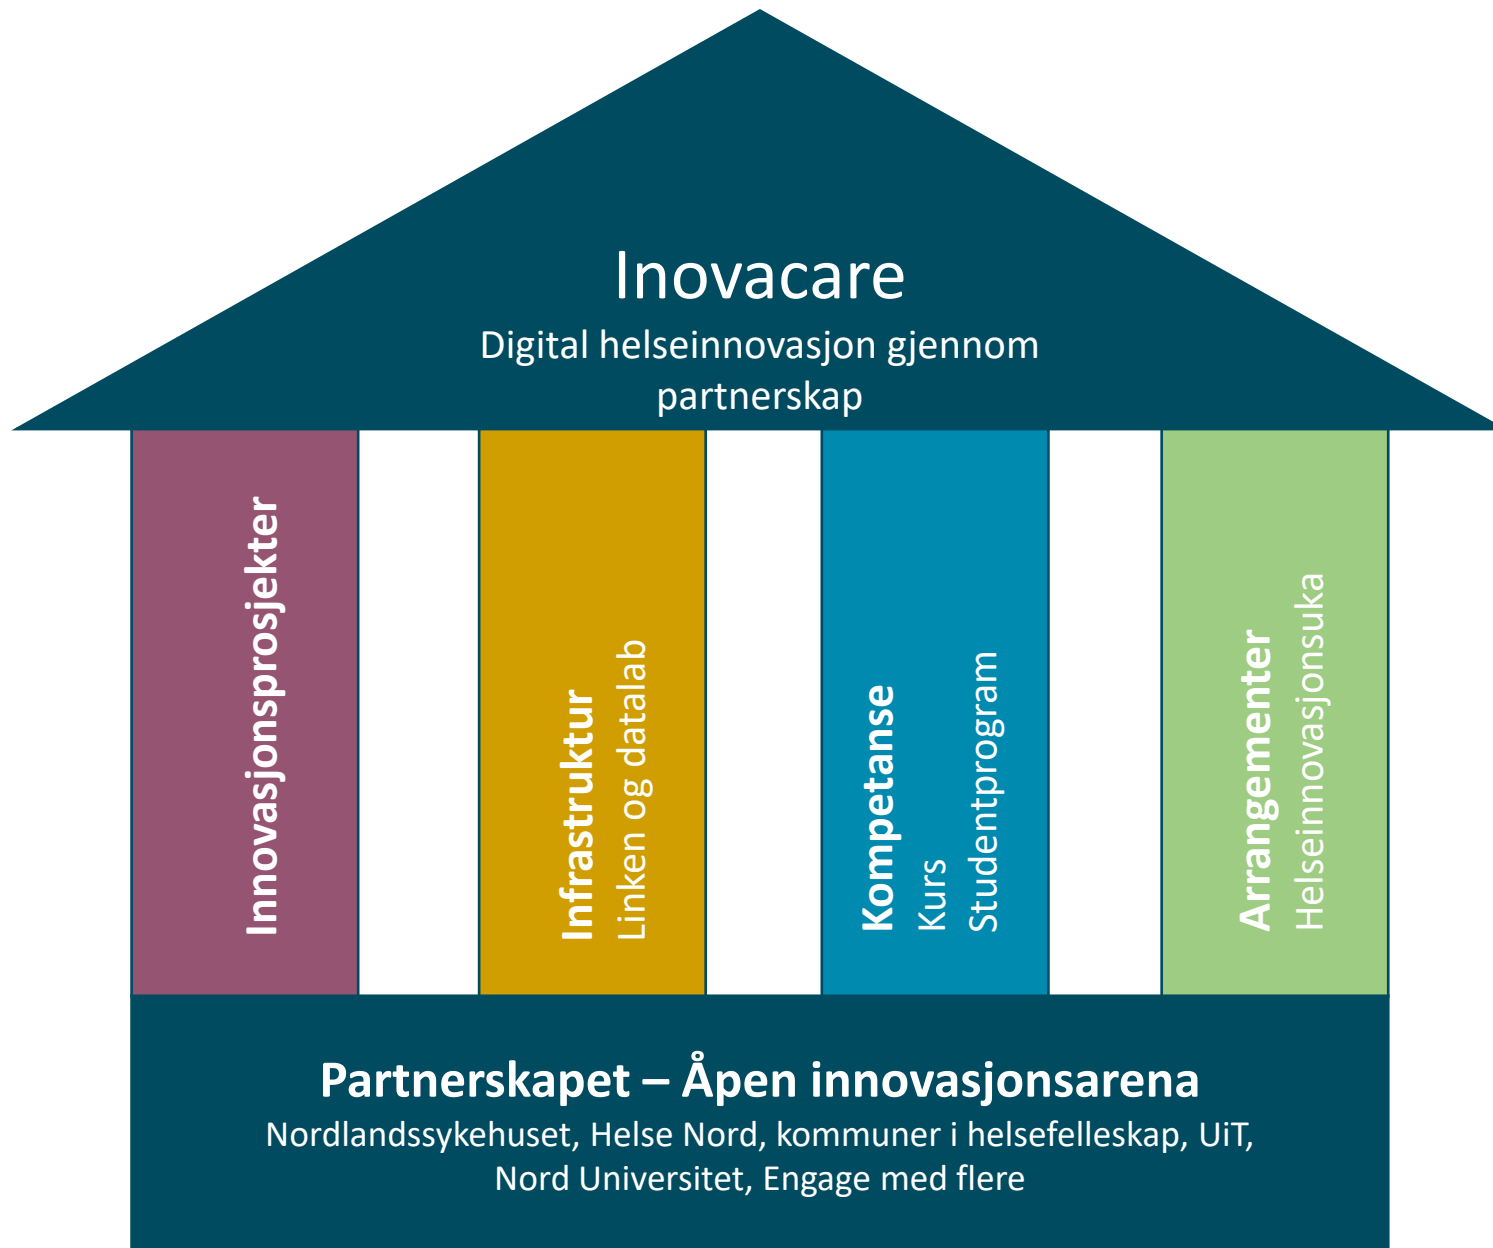 Inovacare
Digital helseinnovasjon gjennom
partnerskap
Innovasjonsprosjekter
Infrastruktur
Linken og datalab
Kompetanse
Kurs
Studentprogram
Arrangementer
Helseinnovasjonsuka
Partnerskapet – Åpen innovasjonsarena
Nordlandssykehuset, Helse Nord, kommuner i helsefelleskap, UiT,
Nord Universitet, Engage med flere